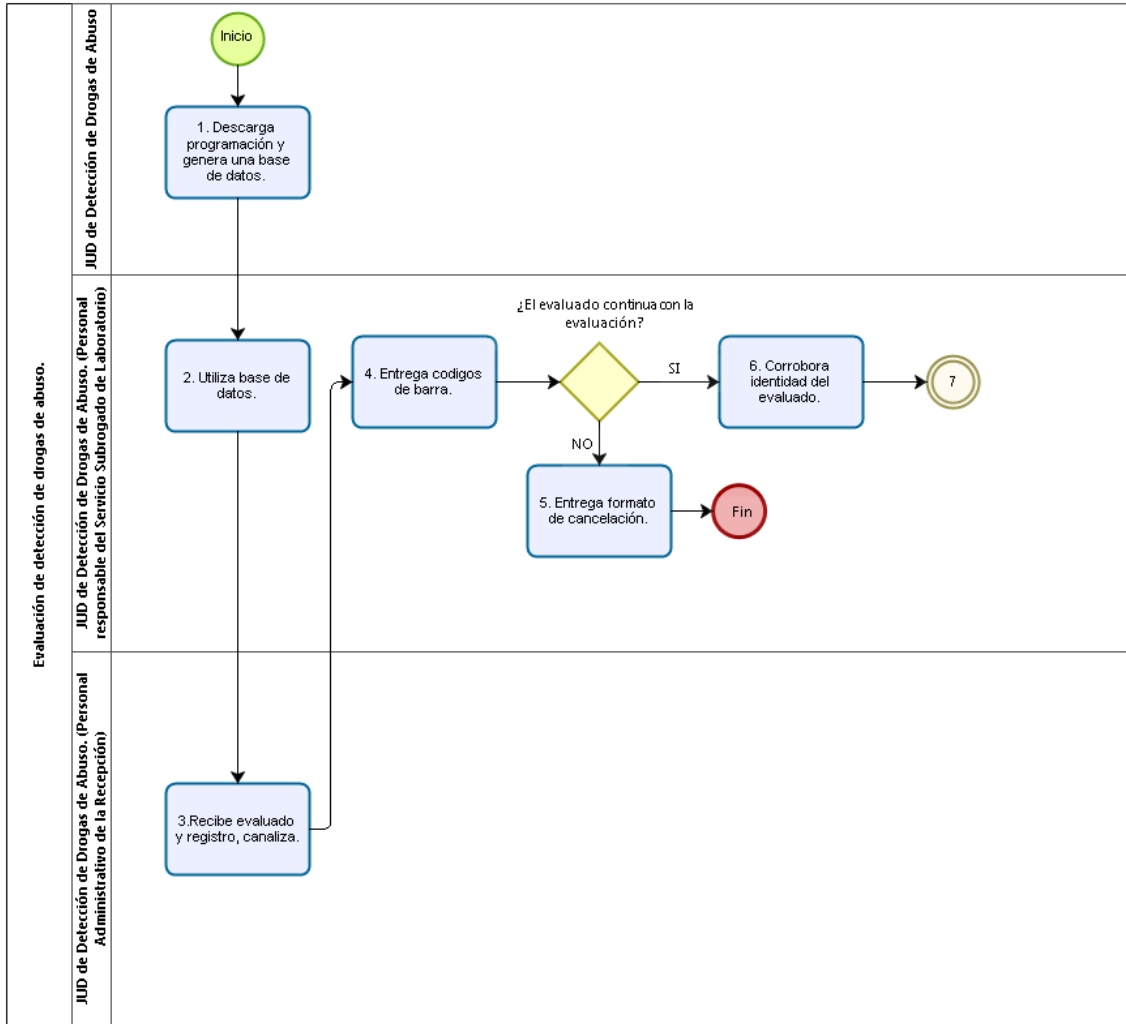 Evaluación de detección de drogas de abuso.
JUD de Detección de Drogas de Abuso
Inicio
1. Descarga
programación y
genera una base
de datos.
JUD de Detección de Drogas de Abuso. (Personal
responsable del Servicio Subrogado de Laboratorio)
2. Utiliza base de
datos.
4. Entrega codigos
de barra.
¿El evaluado continua con la
evaluación?
SI
6. Corrobora
identidad del
evaluado.
7
NO
5. Entrega formato
de cancelación.
Fin
JUD de Detección de Drogas de Abuso. (Personal
Administrativo de la Recepción)
3.Recibe evaluado
y registro, canaliza.